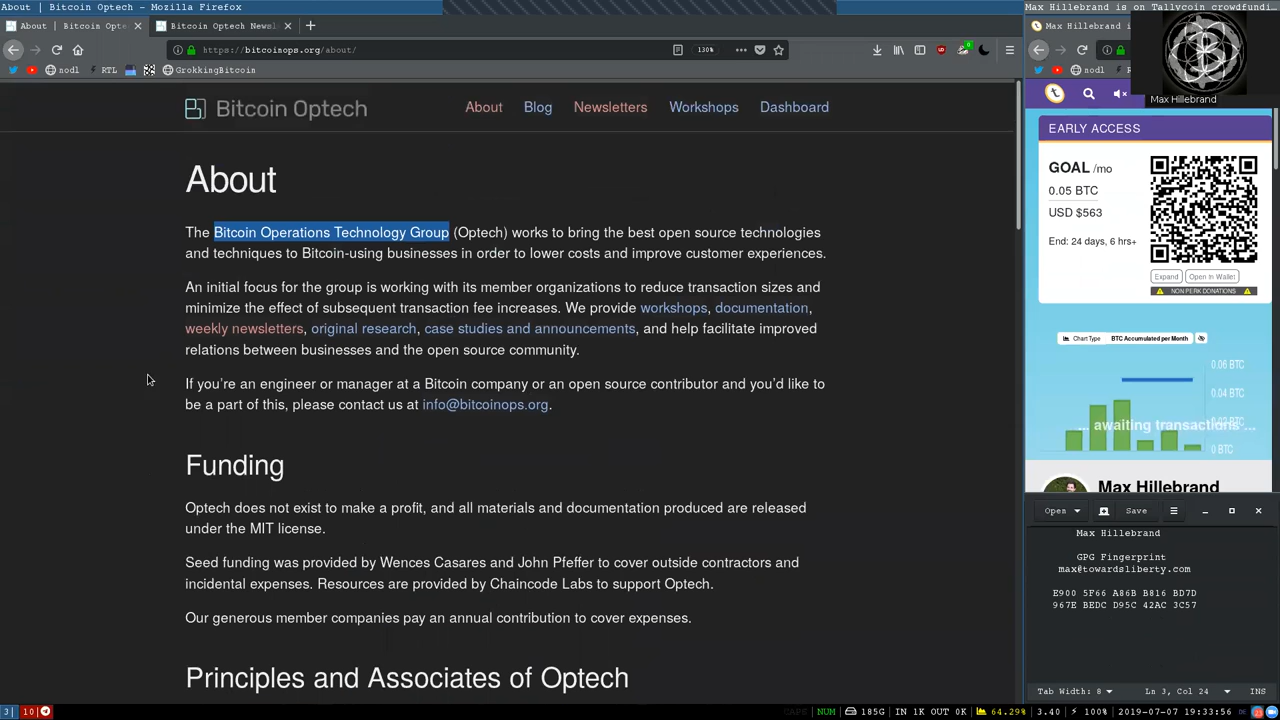 About | Bitcoin Optech - Mozilla Firefox
About | Bitcoin Opte
Bitcoin Optech Newsl
https://bitcoinops.org/about/
130%
nodl
RTL
GrokkingBitcoin
Bitcoin Optech
About
Blog
Newsletters
Workshops
Dashboard
About
The Bitcoin Operations Technology Group (Optech) works to bring the best open source technologies
and techniques to Bitcoin-using businesses in order to lower costs and improve customer experiences.
An initial focus for the group is working with its member organizations to reduce transaction sizes and
minimize the effect of subsequent transaction fee increases. We provide workshops, documentation,
weekly newsletters, original research, case studies and announcements, and help facilitate improved
relations between businesses and the open source community.
If you're an engineer or manager at a Bitcoin company or an open source contributor and you'd like to
be a part of this, please contact us at info@bitcoinops.org.
Funding
Optech does not exist to make a profit, and all materials and documentation produced are released
under the MIT license.
Seed funding was provided by Wences Casares and John Pfeffer to cover outside contractors and
incidental expenses. Resources are provided by Chaincode Labs to support Optech.
Our generous member companies pay an annual contribution to cover expenses.
Principles and Associates of Optech
Max Hillebrand is on Tallycoin crowdfundi
Max Hillebrand i
nodl
Max Hillebrand
EARLY ACCESS
GOAL /mo
0.05 BTC
USD $563
End: 24 days, 6 hrs+
Expand
Open in Wallet
NON PERK DONATIONS
Chart Type
BTC Accumulated per Month
0.06 BTC
0.04 BTC
0.02 BTC
0 BTC
... awaiting transactions ...
Max Hillebrand
Open
Save
Max Hillebrand
GPG Fingerprint
max@towardsliberty.com
E900 5F66 A86B B816 BD7D
967E BEDC D95C 42AC 3C57
Tab Width: 8
Ln 3, Col 24
INS
3
10
CAPS
NUM
185G
IN 1K OUT 0K
64.29%
3.40
100%
2019-07-07
19:33:56
DE